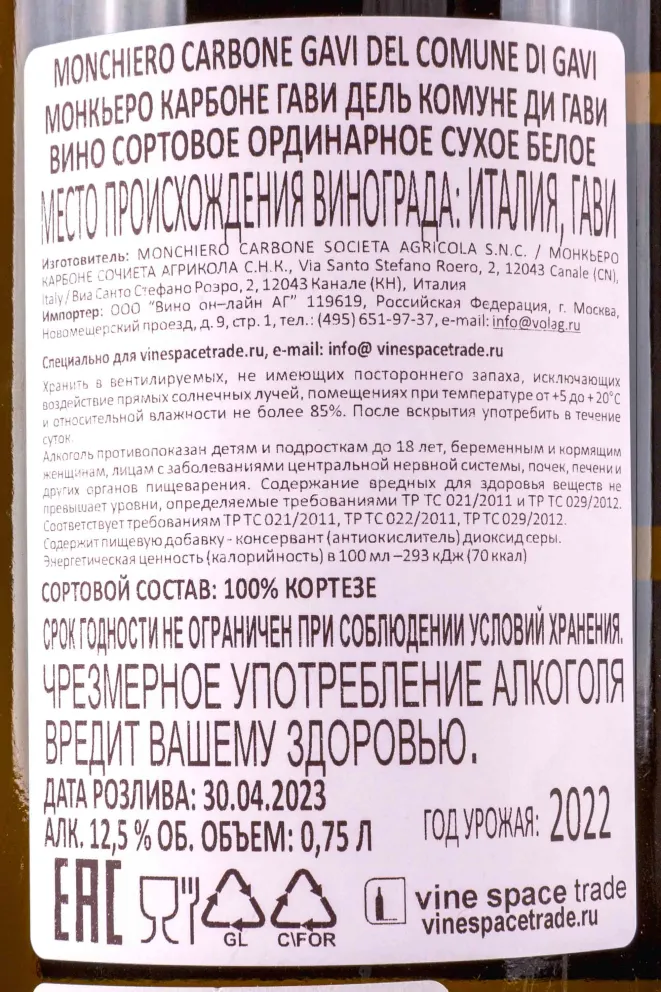 MONCHIERO CARBONE GAVI DEL COMUNE DI GAVI
МОНКЬЕРО КАРБОНЕ ГАВИ ДЕЛЬ КОМУНЕ ДИ ГАВИ
ВИНО СОРТОВОЕ ОРДИНАРНОЕ СУХОЕ БЕЛОЕ
МЕСТО ПРОИСХОЖДЕНИЯ ВИНОГРАДА: ИТАЛИЯ, ГАВИ
Изготовитель: MONCHIERO CARBONE SOCIETA AGRICOLA S.N.C. / МОНКЬЕРО
КАРБОНЕ СОЧИЕТА АГРИКОЛА С.Н.К., Via Santo Stefano Roero, 2, 12043 Canale (CN),
Italy / Виа Санто Стефано Роэро, 2, 12043 Канале (КН), Италия
Импортер: ООО "Вино он-лайн АГ" 119619, Российская Федерация, г. Москва,
Новомещерский проезд, д. 9, стр. 1, тел.: (495) 651-97-37, e-mail: info@volag.ru
Специально для vinespacetrade.ru, e-mail: info@ vinespacetrade.ru
Хранить в вентилируемых, не имеющих постороннего запаха, исключающих
воздействие прямых солнечных лучей, помещениях при температуре от +5 до + 20°С
и относительной влажности не более 85%. После вскрытия употребить в течение
суток.
Алкоголь противопоказан детям и подросткам до 18 лет, беременным и кормящим
женщинам, лицам с заболеваниями центральной нервной системы, почек, печени и
других органов пищеварения. Содержание вредных для здоровья веществ не
превышает уровни, определяемые требованиями ТР ТС 021/2011 и ТР ТС 029/2012.
Соответствует требованиям ТР ТС 021/2011, ТР ТС 022/2011, ТР ТС 029/2012.
Содержит пищевую добавку - консервант (антиокислитель) диоксид серы.
Энергетическая ценность (калорийность) в 100 мл – 293 кДж (70 ккал)
СОРТОВОЙ СОСТАВ: 100% КОРТЕЗЕ
СРОК ГОДНОСТИ НЕ ОГРАНИЧЕН ПРИ СОБЛЮДЕНИИ УСЛОВИЙ ХРАНЕНИЯ.
ЧРЕЗМЕРНОЕ УПОТРЕБЛЕНИЕ АЛКОГОЛЯ
ВРЕДИТ ВАШЕМУ ЗДОРОВЬЮ.
ДАТА РОЗЛИВА: 30.04.2023
АЛК. 12,5 % ОБ. ОБЪЕМ: 0,75 Л
ГОД УРОЖАЯ: 2022
EAC
GL
C\FOR
vine space trade
vinespacetrade.ru